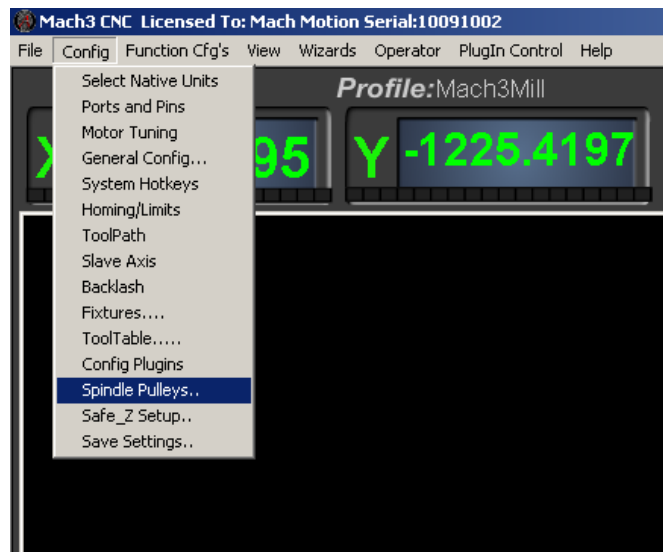 Mach3 CNC Licensed To: Mach Motion Serial:10091002
File Config Function Cfg's View Wizards Operator PlugIn Control Help
Profile:Mach3Mill
95 Y -1225.4197
Select Native Units
Ports and Pins
Motor Tuning
General Config...
System Hotkeys
Homing/Limits
ToolPath
Slave Axis
Backlash
Fixtures....
ToolTable.....
Config Plugins
Spindle Pulleys..
Safe_Z Setup..
Save Settings..